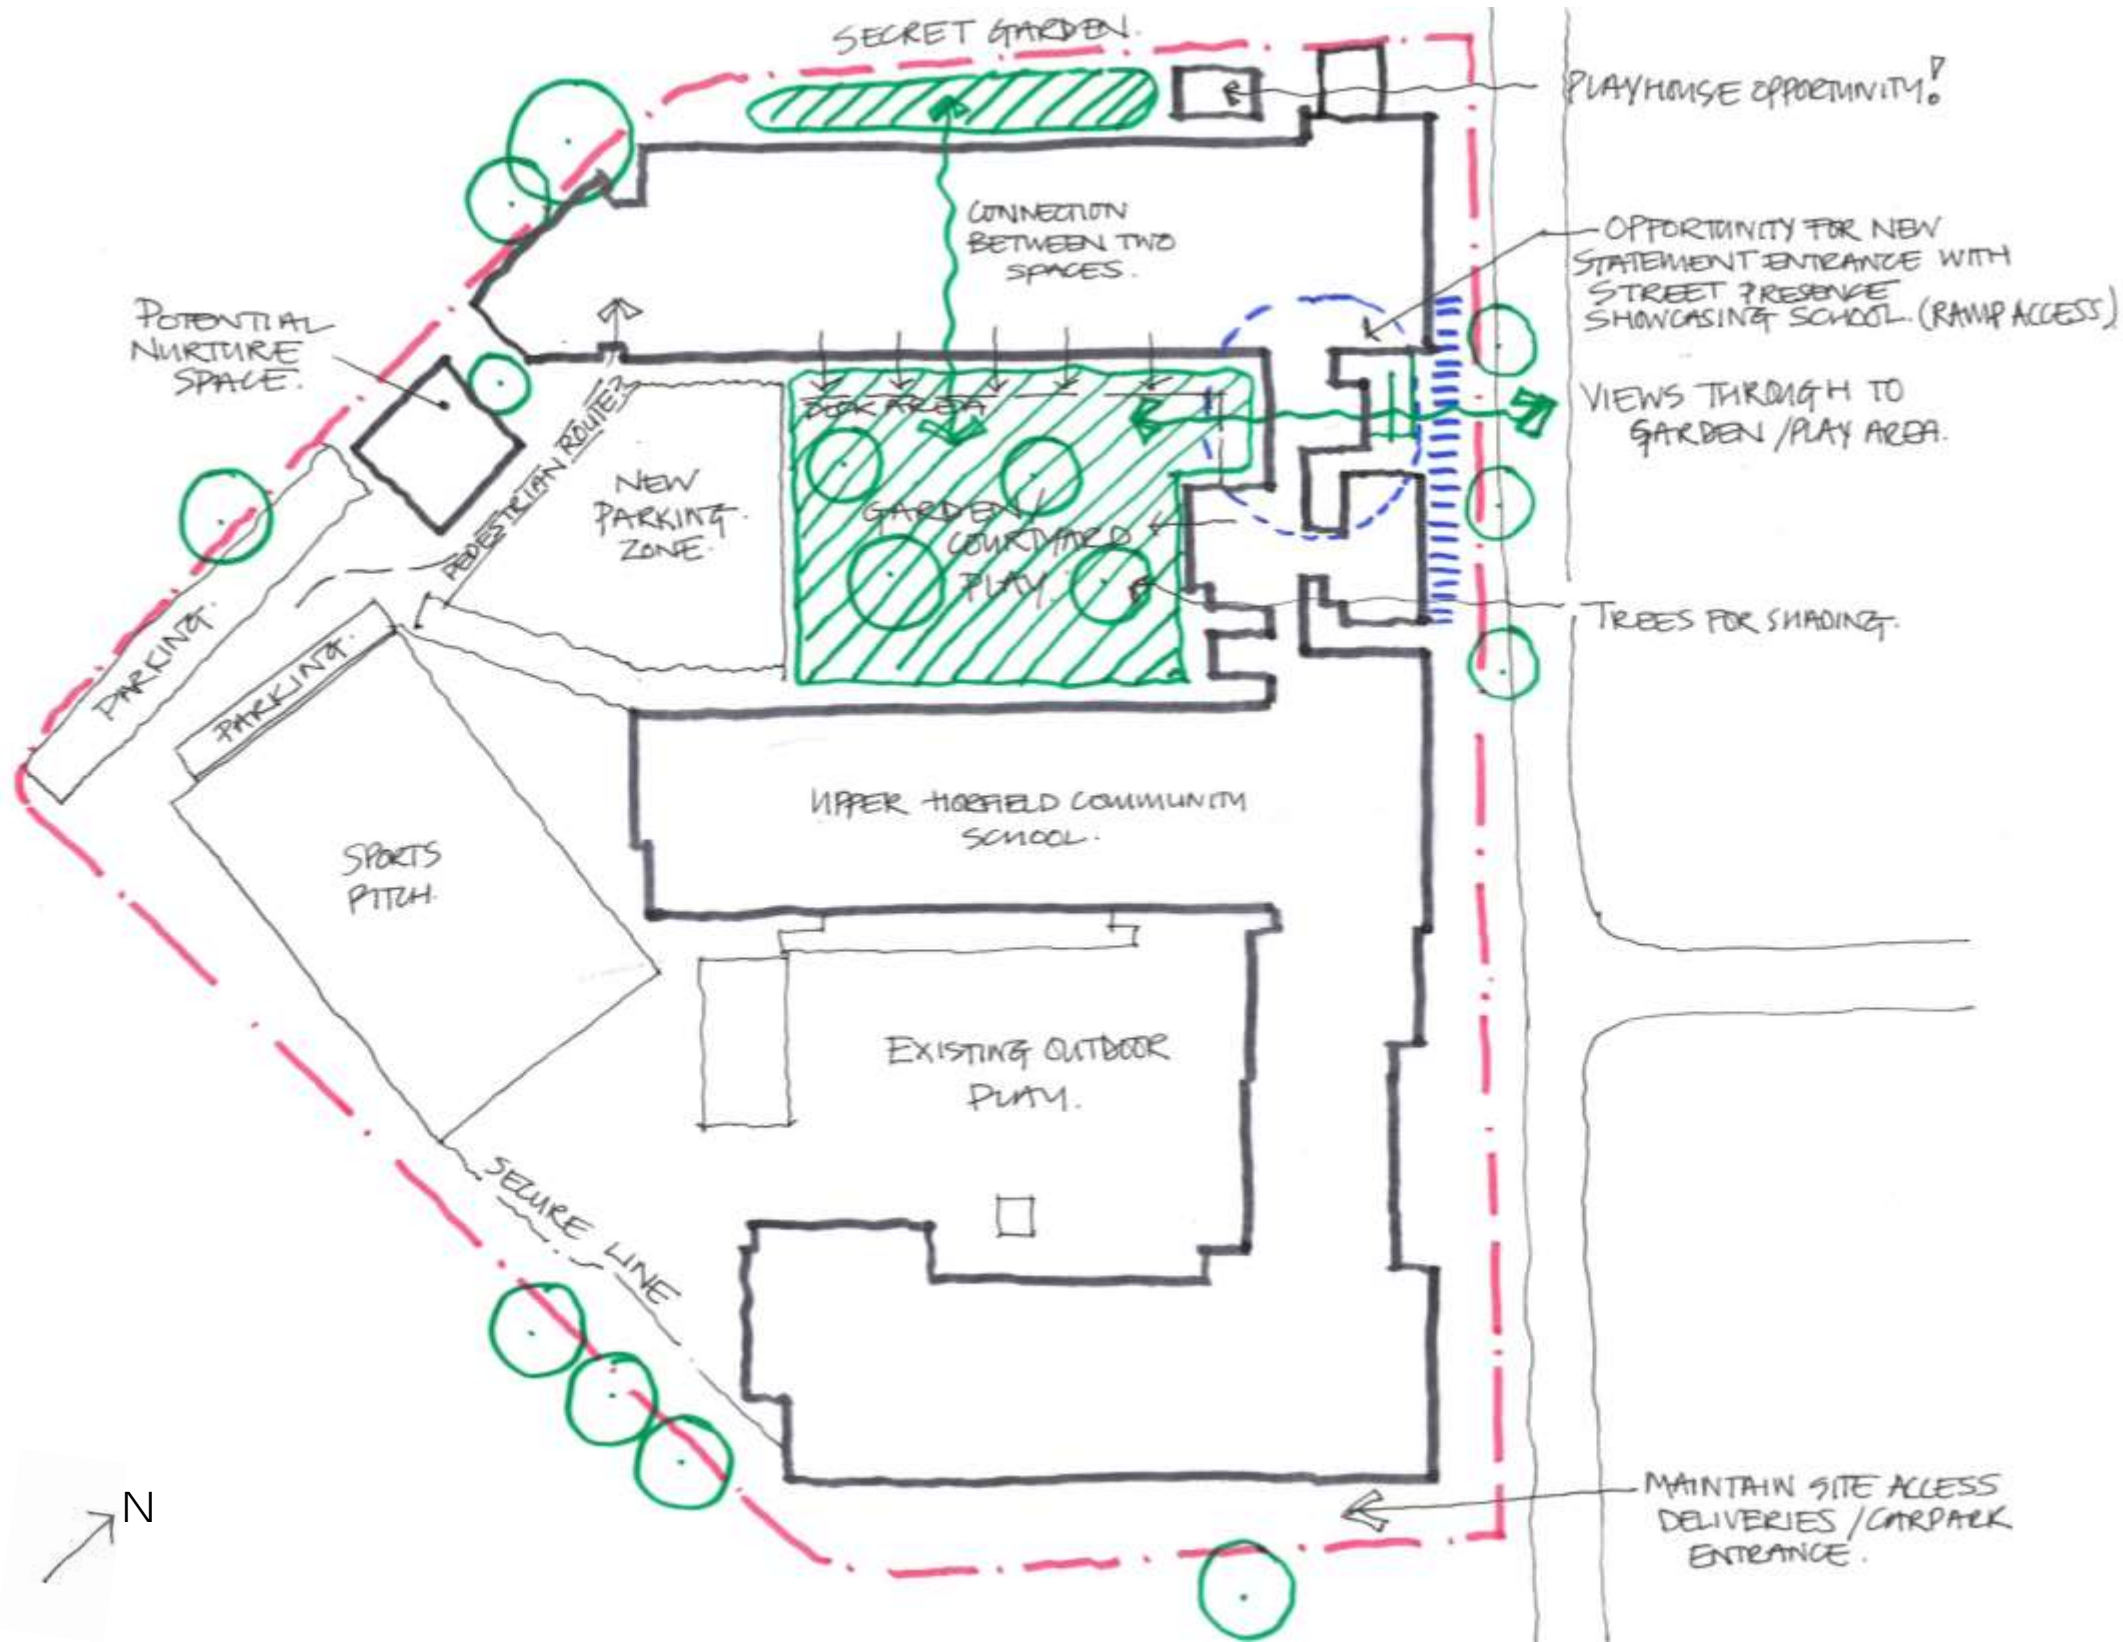 SECRET GARDEN.
PLAYHOUSE OPPORTUNITY!
CONNECTION
BETWEEN TWO
SPACES.
OPPORTUNITY FOR NEW
STATEMENT ENTRANCE WITH
STREET PRESENCE
SHOWCASING SCHOOL. (RAMP ACCESS)
POTENTIAL
NURTURE
SPACE.
VIEWS THROUGH TO
GARDEN / PLAY AREA.
DECK AREA
PEDESTRIAN ROUTE?
NEW
PARKING
ZONE.
GARDEN /
COURTYARD
PLAY.
TREES FOR SHADING.
PARKING.
PARKING.
UPPER HORFIELD COMMUNITY
SCHOOL.
SPORTS
PITCH.
EXISTING OUTDOOR
PLAY.
SECURE LINE
N
MAINTAIN SITE ACCESS
DELIVERIES / CARPARK
ENTRANCE.